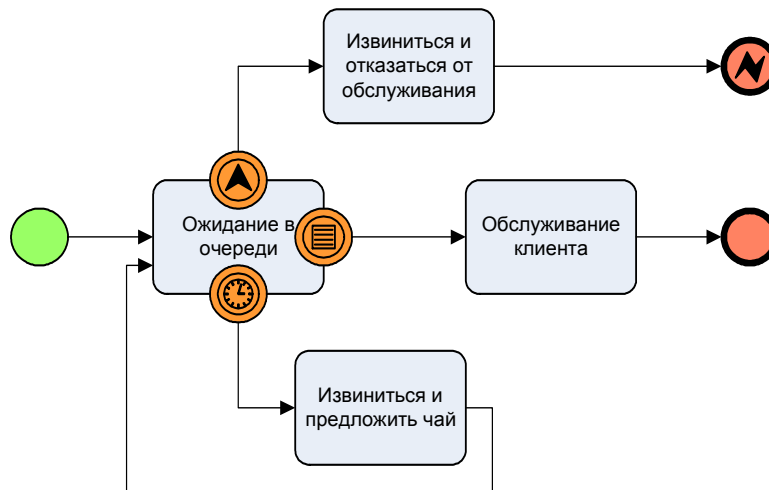 Извиниться и
отказаться от
обслуживания
Ожидание в
очереди
Обслуживание
клиента
Извиниться и
предложить чай